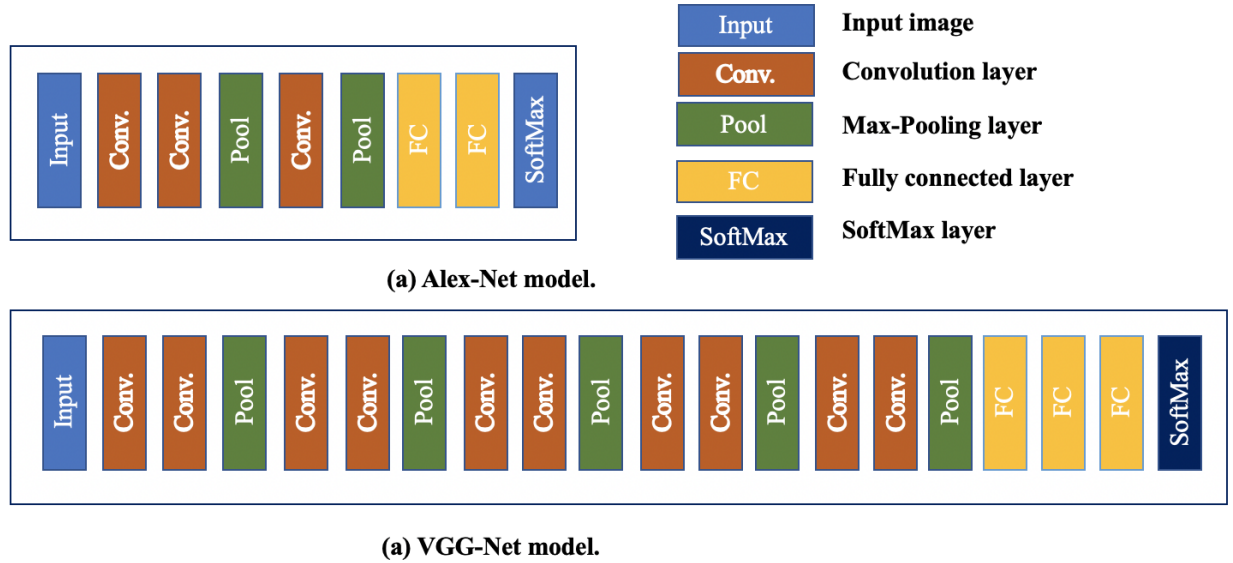 Input Input image
Conv. Convolution layer
Pool Max-Pooling layer
FC Fully connected layer
SoftMax SoftMax layer
Input Conv. Conv. Pool Conv. Pool FC FC SoftMax
(a) Alex-Net model.
Input Conv. Conv. Pool Conv. Conv. Pool Conv. Conv. Pool Conv. Conv. Pool Conv. Conv. Pool FC FC FC SoftMax
(a) VGG-Net model.